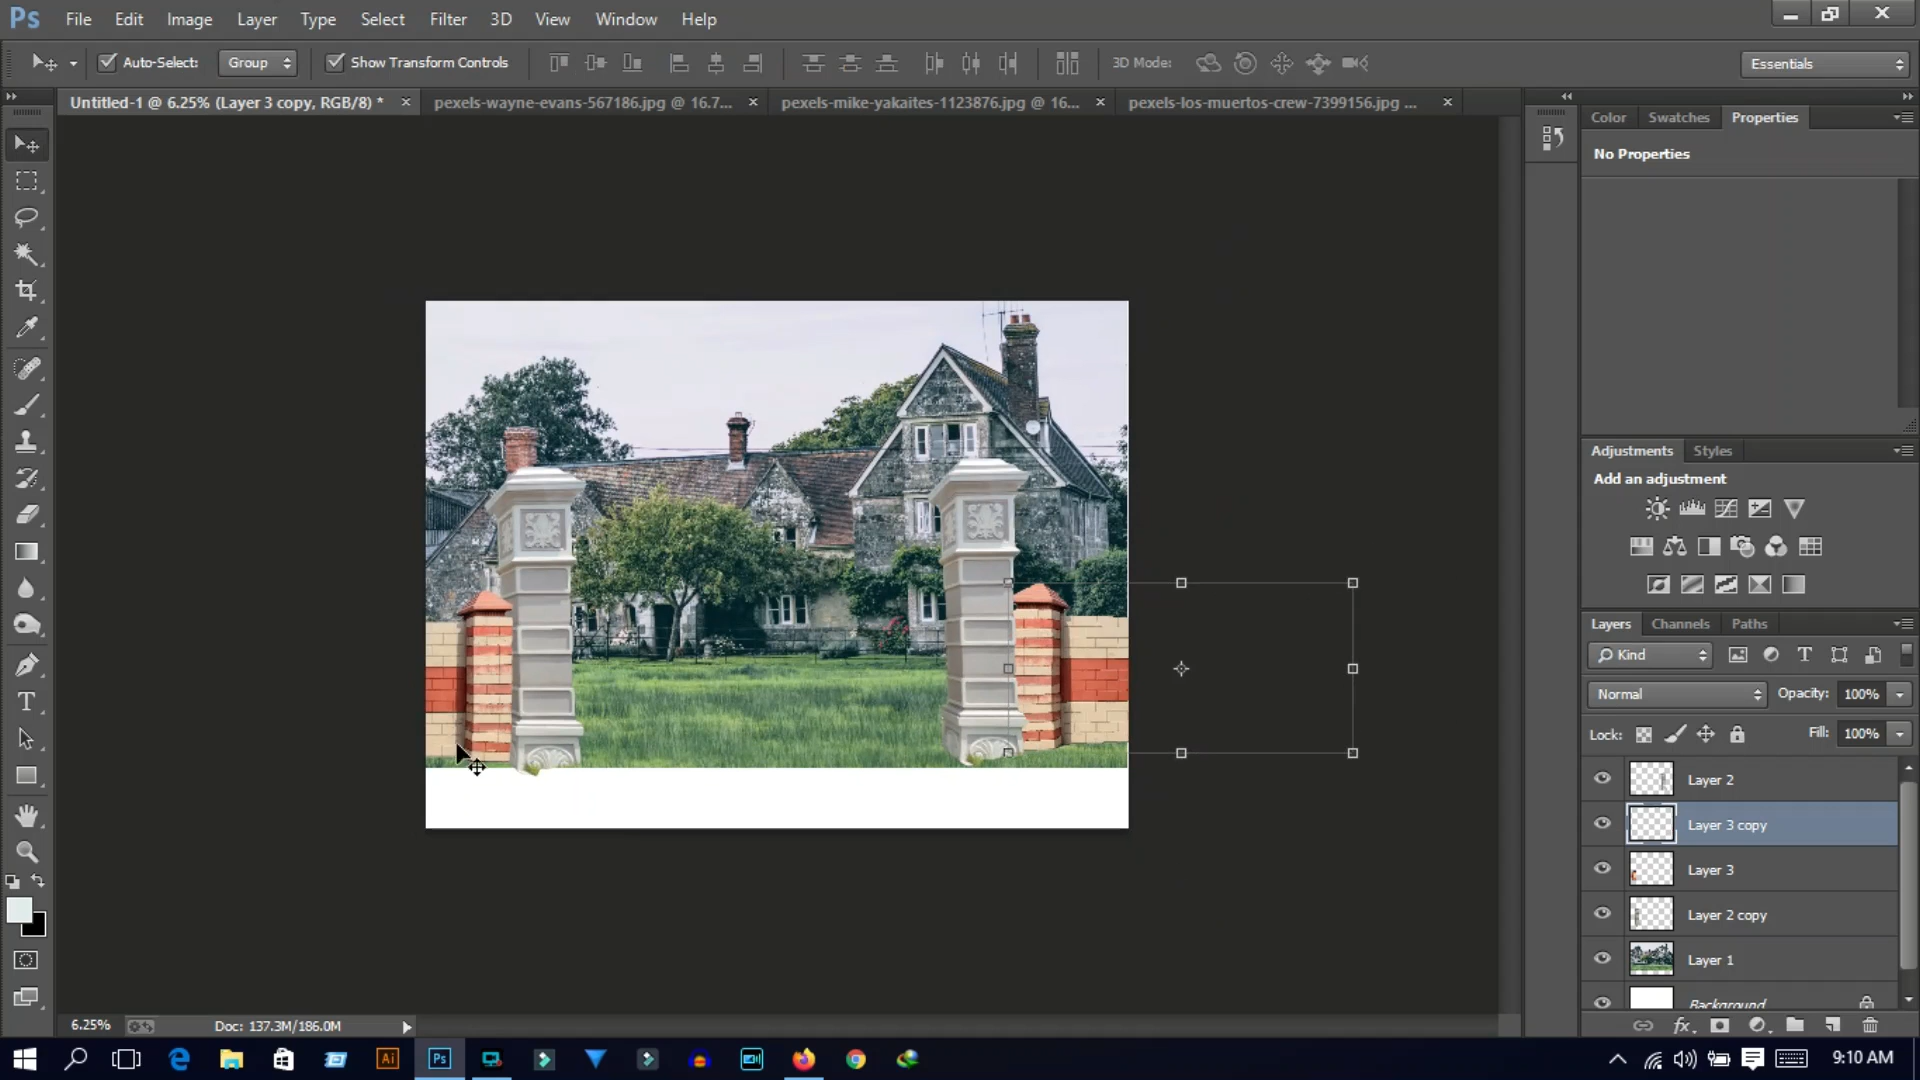 Ps File Edit Image Layer Type Select Filter 3D View Window Help
Auto-Select: Group Show Transform Controls 3D Mode: Essentials
Untitled-1 @ 6.25% (Layer 3 copy, RGB/8) * × pexels-wayne-evans-567186.jpg @ 16.7... × pexels-mike-yakaites-1123876.jpg @ 16... × pexels-los-muertos-crew-7399156.jpg ... ×
Color Swatches Properties
No Properties
Adjustments Styles
Add an adjustment
Layers Channels Paths
Kind
Normal Opacity: 100%
Lock: Fill: 100%
Layer 2
Layer 3 copy
Layer 3
Layer 2 copy
Layer 1
Background
6.25% Doc: 137.3M/186.0M
fx
Ai Ps 9:10 AM